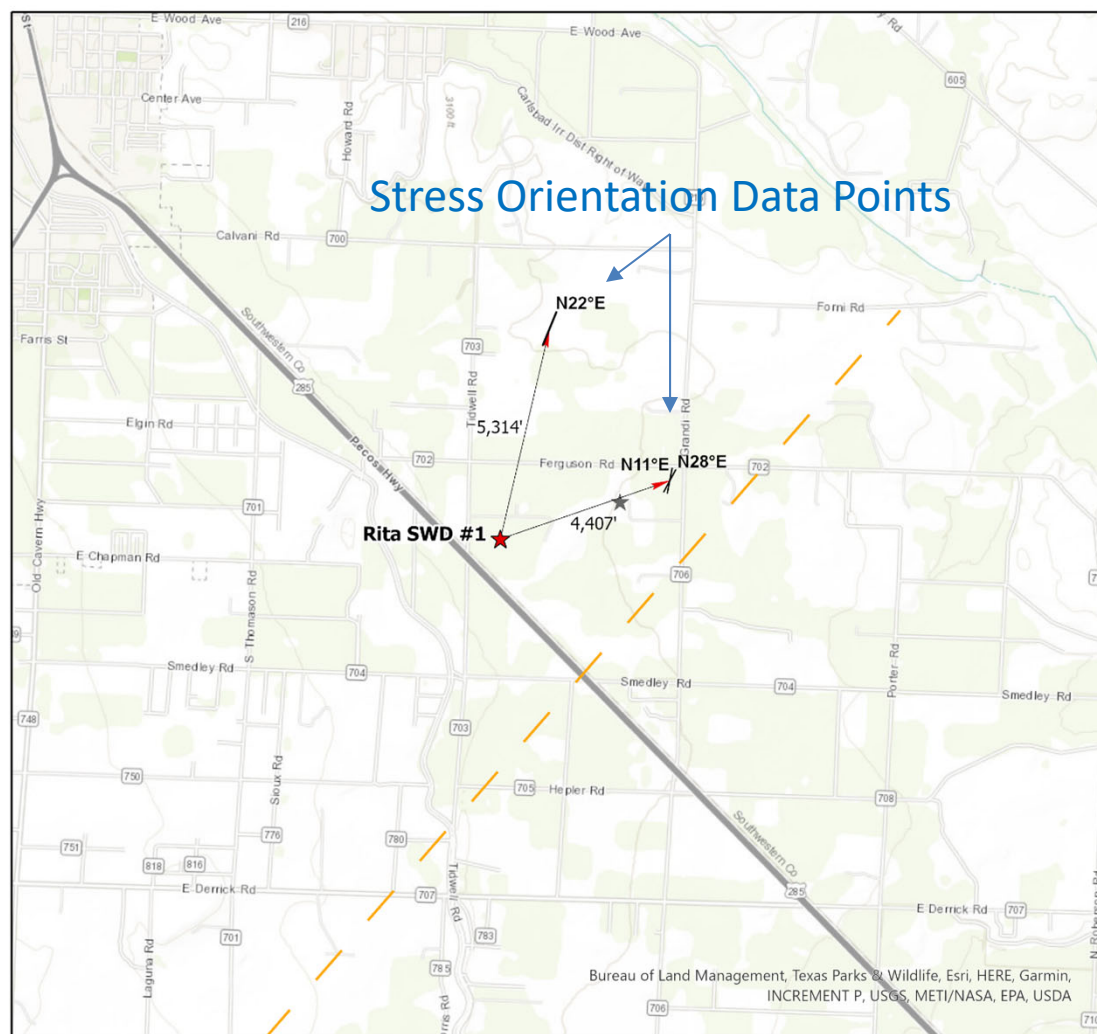 E Wood Ave
216
E Wood Ave
605
Center Ave
Howard Rd
3100 ft
Carlsbad Irr Dist Right of Wa
Stress Orientation Data Points
Calvani Rd
700
N22°E
Forni Rd
Farris St
Southwestern Co
703
285
Tidwell Rd
5,314'
Grandi Rd
Elgin Rd
Pecos Hwy
702
Ferguson Rd
N11°E
N28°E
702
701
Old Cavern Hwy
4,407'
Rita SWD #1
E Chapman Rd
S Thomason Rd
706
Smedley Rd
704
Smedley Rd
704
Smedley Rd
Porter Rd
748
703
750
Sioux Rd
705
Hepler Rd
708
776
780
751
818
816
Southwestern Co
Tidwell Rd
E Derrick Rd
707
285
E Derrick Rd
707
Laguna Rd
701
783
785
N Roberson Rd
Bureau of Land Management, Texas Parks & Wildlife, Esri, HERE, Garmin,
INCREMENT P, USGS, METI/NASA, EPA, USDA
706
710